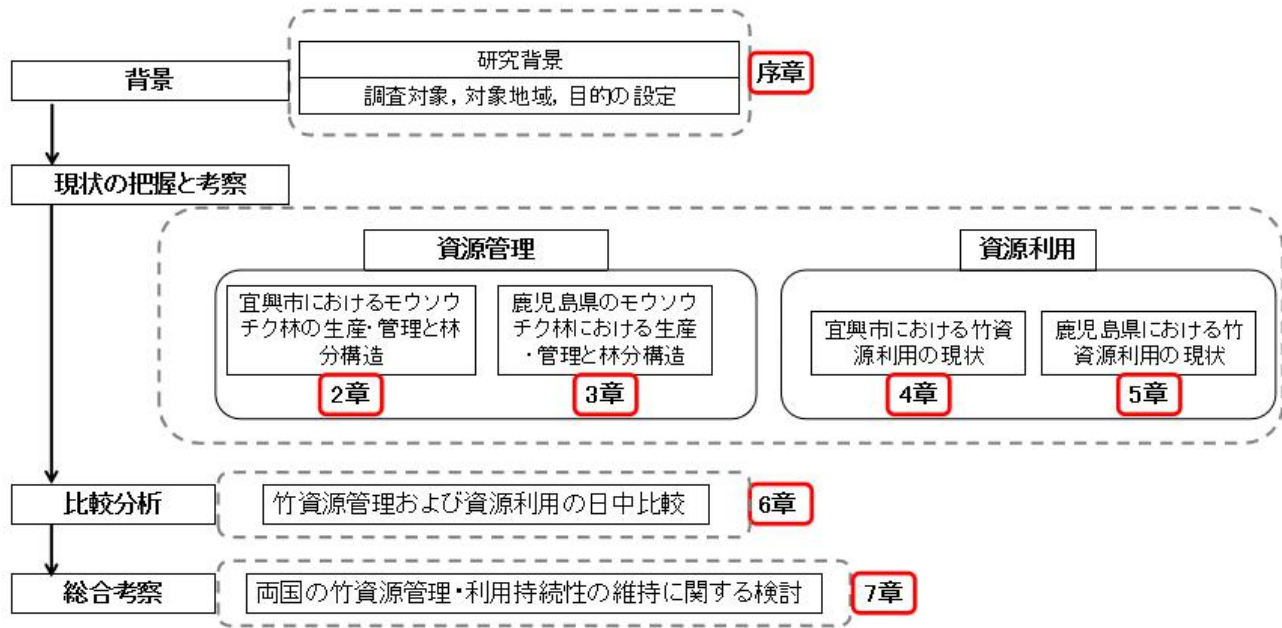 背景
研究背景
調査対象, 対象地域, 目的の設定
序章
現状の把握と考察
資源管理
宜興市におけるモウソウ
チク林の生産・管理と林
分構造
2章
鹿児島県のモウソウ
チク林における生産
・管理と林分構造
3章
資源利用
宜興市における竹資
源利用の現状
4章
鹿児島県における竹
資源利用の現状
5章
比較分析
竹資源管理および資源利用の日中比較
6章
総合考察
両国の竹資源管理・利用持続性の維持に関する検討
7章